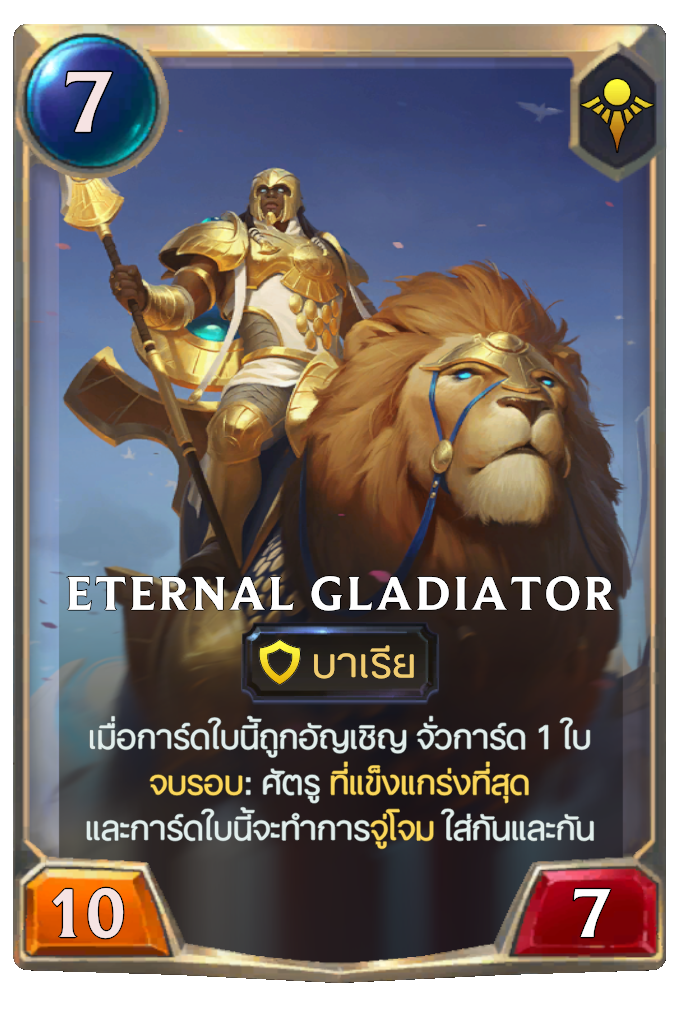 7
ETERNAL GLADIATOR
บาเรีย
เมื่อการ์ดใบนี้ถูกอัญเชิญ จั่วการ์ด 1 ใบ
จบรอบ: ศัตรู ที่แข็งแกร่งที่สุด
และการ์ดใบนี้จะทำการจู่โจม ใส่กันและกัน
10
7